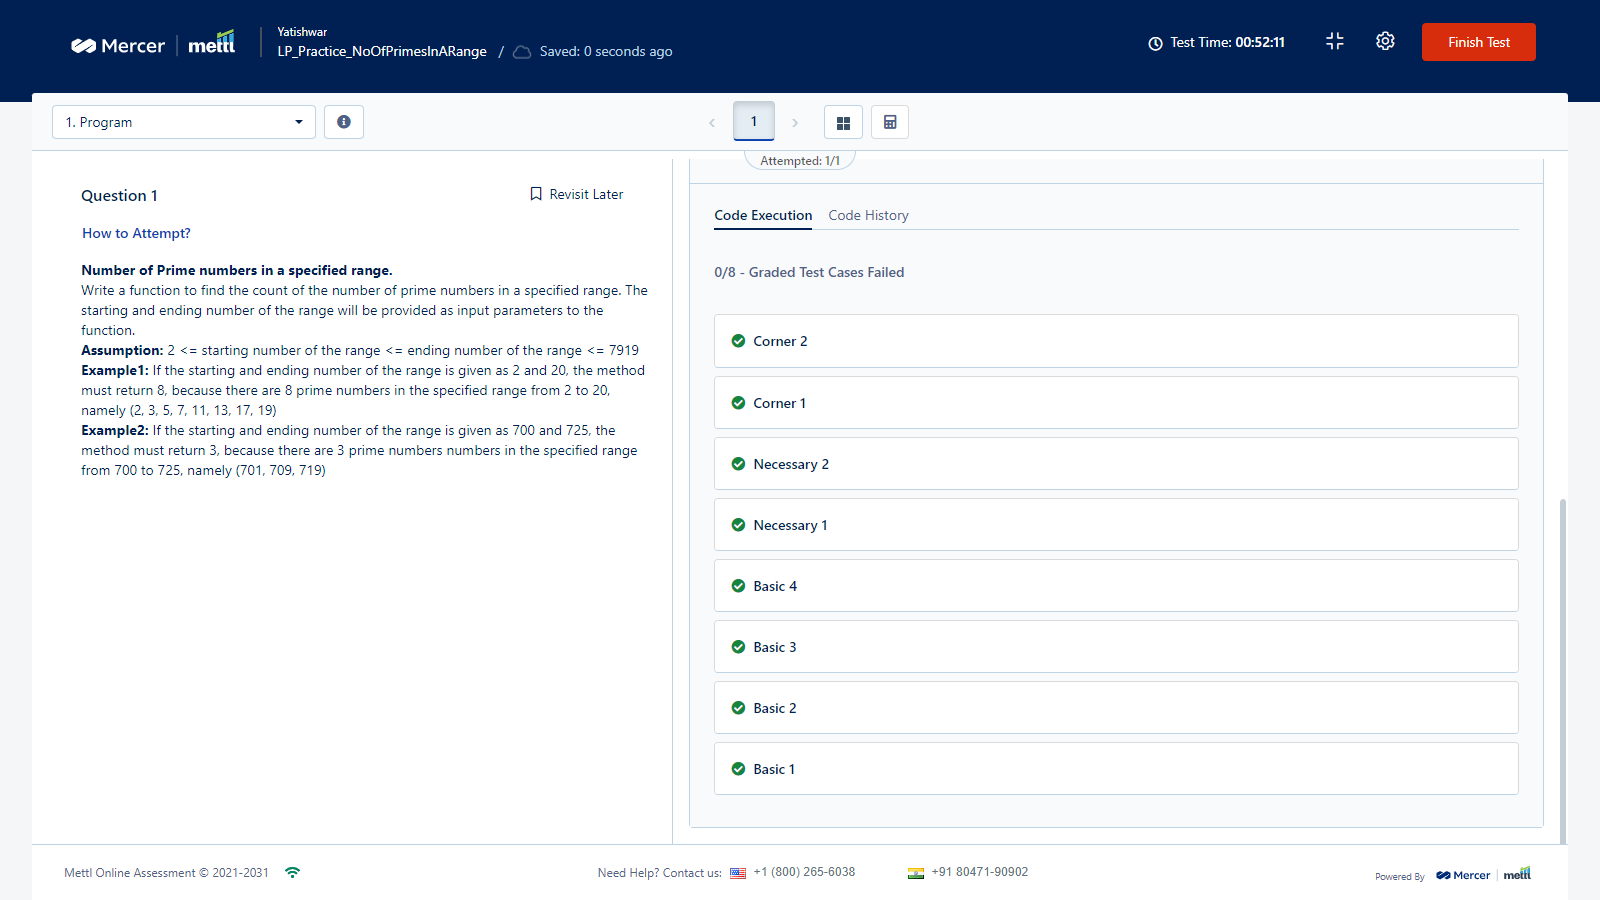 Mercer mettl
Yatishwar
LP_Practice_NoOfPrimesInARange / Saved: 0 seconds ago
Test Time: 00:52:11
Finish Test
1. Program
1
Attempted: 1/1
Question 1
Revisit Later
How to Attempt?
Number of Prime numbers in a specified range.
Write a function to find the count of the number of prime numbers in a specified range. The
starting and ending number of the range will be provided as input parameters to the
function.
Assumption: 2 <= starting number of the range <= ending number of the range <= 7919
Example1: If the starting and ending number of the range is given as 2 and 20, the method
must return 8, because there are 8 prime numbers in the specified range from 2 to 20,
namely (2, 3, 5, 7, 11, 13, 17, 19)
Example2: If the starting and ending number of the range is given as 700 and 725, the
method must return 3, because there are 3 prime numbers numbers in the specified range
from 700 to 725, namely (701, 709, 719)
Code Execution Code History
0/8 - Graded Test Cases Failed
Corner 2
Corner 1
Necessary 2
Necessary 1
Basic 4
Basic 3
Basic 2
Basic 1
Mettl Online Assessment © 2021-2031
Need Help? Contact us: +1 (800) 265-6038 +91 80471-90902
Powered By Mercer mettl